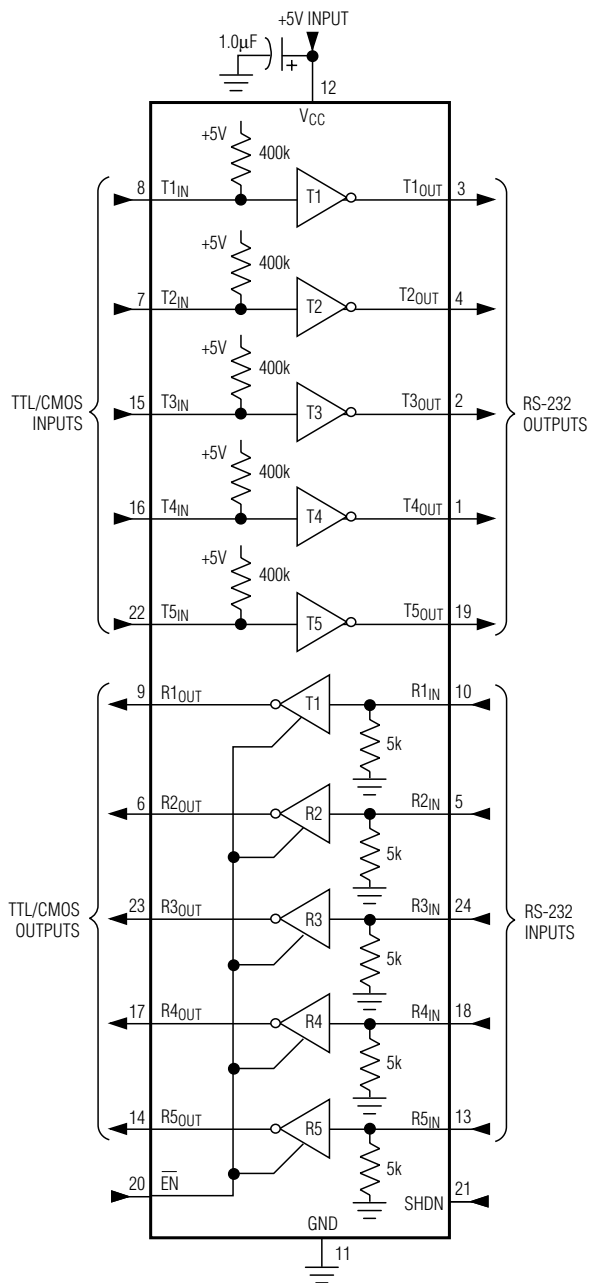 +5V INPUT
1.0µF
+
12
VCC
+5V
400k
8 T1IN T1 T1OUT 3
+5V
400k
7 T2IN T2 T2OUT 4
+5V
400k
TTL/CMOS
INPUTS
15 T3IN T3 T3OUT 2
RS-232
OUTPUTS
+5V
400k
16 T4IN T4 T4OUT 1
+5V
400k
22 T5IN T5 T5OUT 19
9 R1OUT T1 R1IN 10
5k
6 R2OUT R2 R2IN 5
5k
TTL/CMOS
OUTPUTS
23 R3OUT R3 R3IN 24
RS-232
INPUTS
5k
17 R4OUT R4 R4IN 18
5k
14 R5OUT R5 R5IN 13
5k
20 E̅N̅ SHDN 21
GND
11